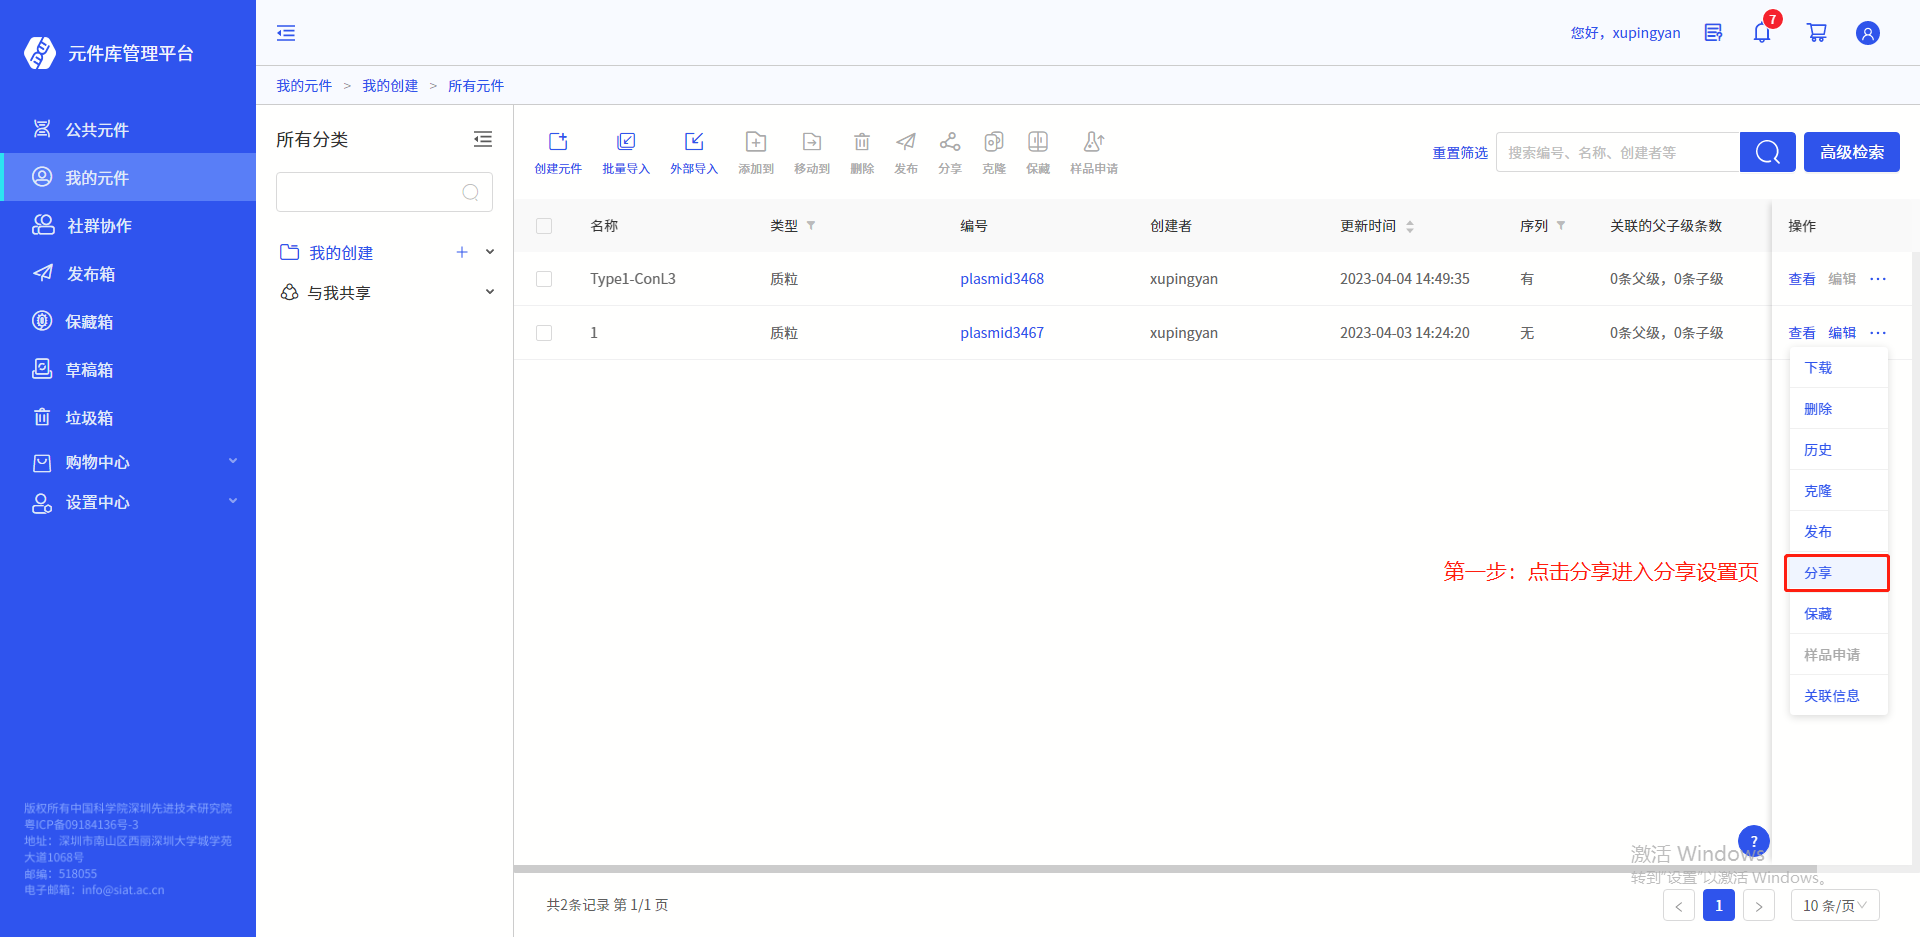 元件库管理平台
公共元件
我的元件
社群协作
发布箱
保藏箱
草稿箱
垃圾箱
购物中心
设置中心
版权所有中国科学院深圳先进技术研究院
粤ICP备09184136号-3
地址：深圳市南山区西丽深圳大学城学苑
大道1068号
邮编：518055
电子邮箱：info@siat.ac.cn
您好，xupingyan
7
我的元件 > 我的创建 > 所有元件
所有分类
我的创建
与我共享
创建元件 批量导入 外部导入 添加到 移动到 删除 发布 分享 克隆 保藏 样品申请
重置筛选 搜索编号、名称、创建者等 高级检索
名称 类型 编号 创建者 更新时间 序列 关联的父子级条数 操作
Type1-ConL3 质粒 plasmid3468 xupingyan 2023-04-04 14:49:35 有 0条父级，0条子级 查看 编辑 ···
1 质粒 plasmid3467 xupingyan 2023-04-03 14:24:20 无 0条父级，0条子级 查看 编辑 ···
下载
删除
历史
克隆
发布
第一步：点击分享进入分享设置页
分享
保藏
样品申请
关联信息
?
激活 Windows
转到"设置"以激活 Windows。
共2条记录 第 1/1 页
< 1 > 10 条/页